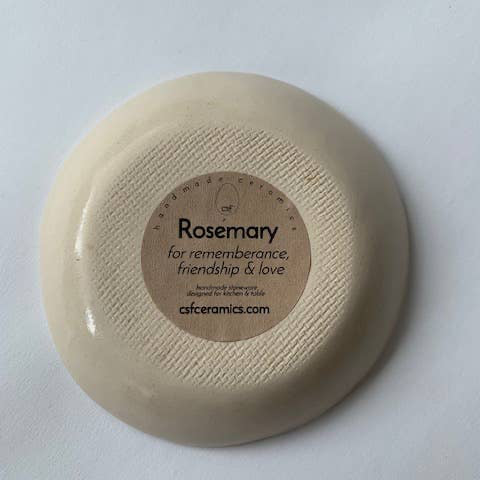 handmade ceramics
csf
Rosemary
for rememberance,
friendship & love
handmade stoneware
designed for kitchen & table
csfceramics.com